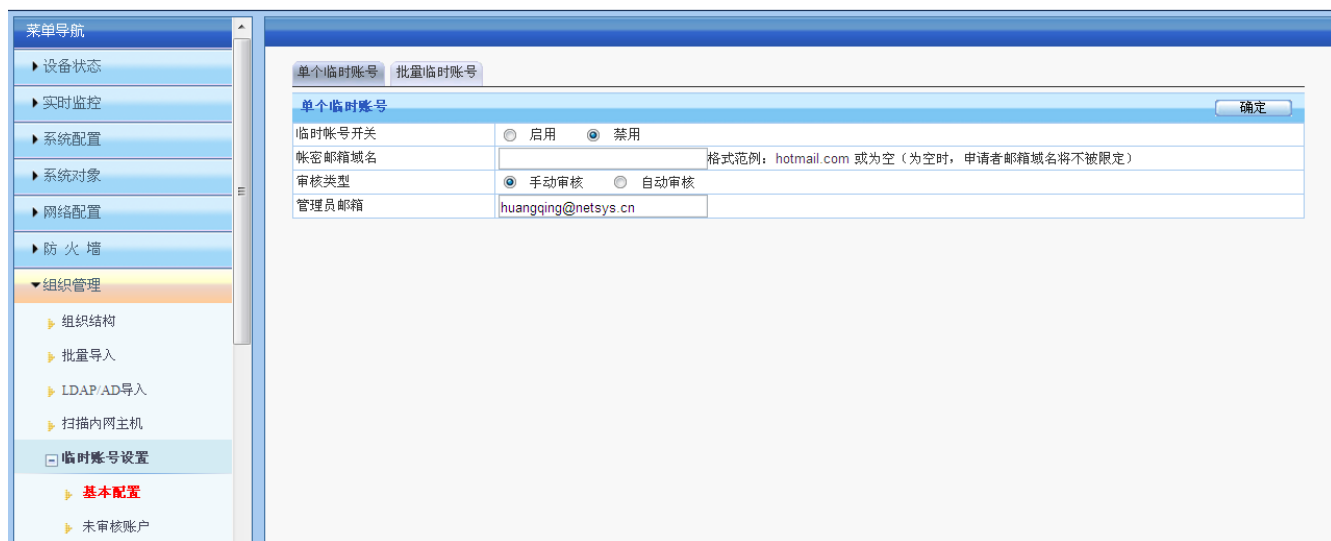 菜单导航
设备状态
实时监控
系统配置
系统对象
网络配置
防 火 墙
组织管理
组织结构
批量导入
LDAP/AD导入
扫描内网主机
临时账号设置
基本配置
未审核账户
单个临时账号 批量临时账号
单个临时账号 确定
临时帐号开关 启用 禁用
帐密邮箱域名 格式范例：hotmail.com 或为空（为空时，申请者邮箱域名将不被限定）
审核类型 手动审核 自动审核
管理员邮箱 huangqing@netsys.cn